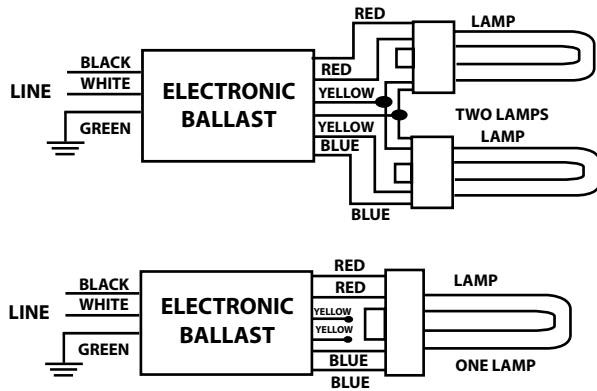 RED
LAMP
BLACK
WHITE
LINE
GREEN
ELECTRONIC
BALLAST
RED
YELLOW
TWO LAMPS
YELLOW
LAMP
BLUE
BLUE
RED
BLACK
WHITE
LINE
GREEN
ELECTRONIC
BALLAST
RED
LAMP
YELLOW
YELLOW
BLUE
ONE LAMP
BLUE